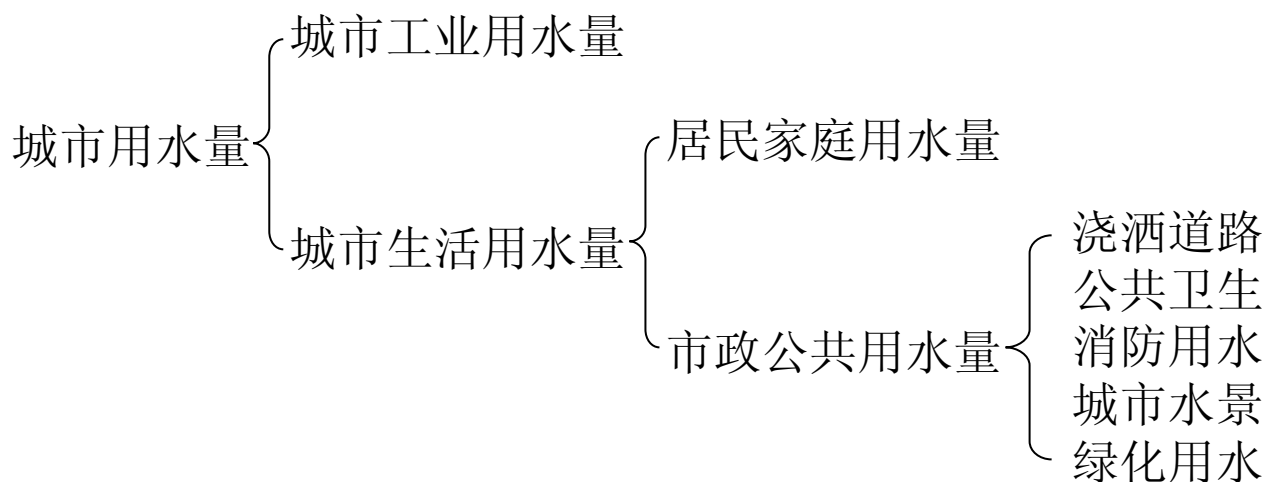 城市用水量
城市工业用水量
城市生活用水量
居民家庭用水量
市政公共用水量
浇洒道路
公共卫生
消防用水
城市水景
绿化用水